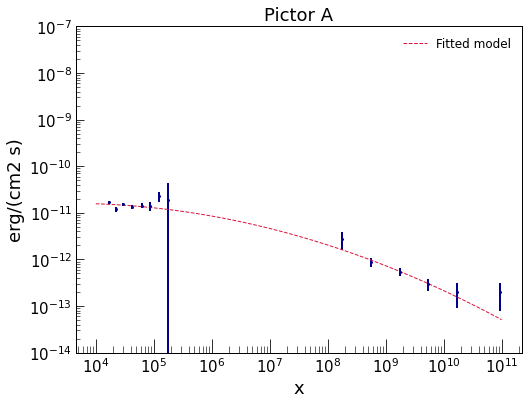 Pictor A
Fitted model
erg/(cm2 s)
10^{-7}
10^{-8}
10^{-9}
10^{-10}
10^{-11}
10^{-12}
10^{-13}
10^{-14}
10^{4} 10^{5} 10^{6} 10^{7} 10^{8} 10^{9} 10^{10} 10^{11}
x